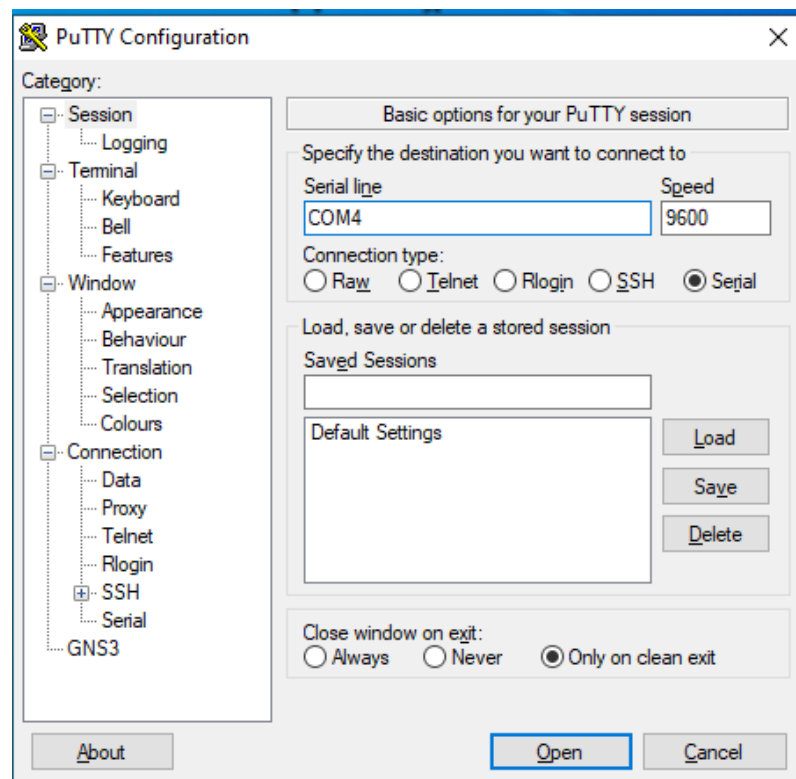 PuTTY Configuration
Category:
Session
Logging
Terminal
Keyboard
Bell
Features
Window
Appearance
Behaviour
Translation
Selection
Colours
Connection
Data
Proxy
Telnet
Rlogin
SSH
Serial
GNS3
Basic options for your PuTTY session
Specify the destination you want to connect to
Serial line Speed
COM4 9600
Connection type:
Raw Telnet Rlogin SSH Serial
Load, save or delete a stored session
Saved Sessions
Default Settings
Load
Save
Delete
Close window on exit:
Always Never Only on clean exit
About Open Cancel